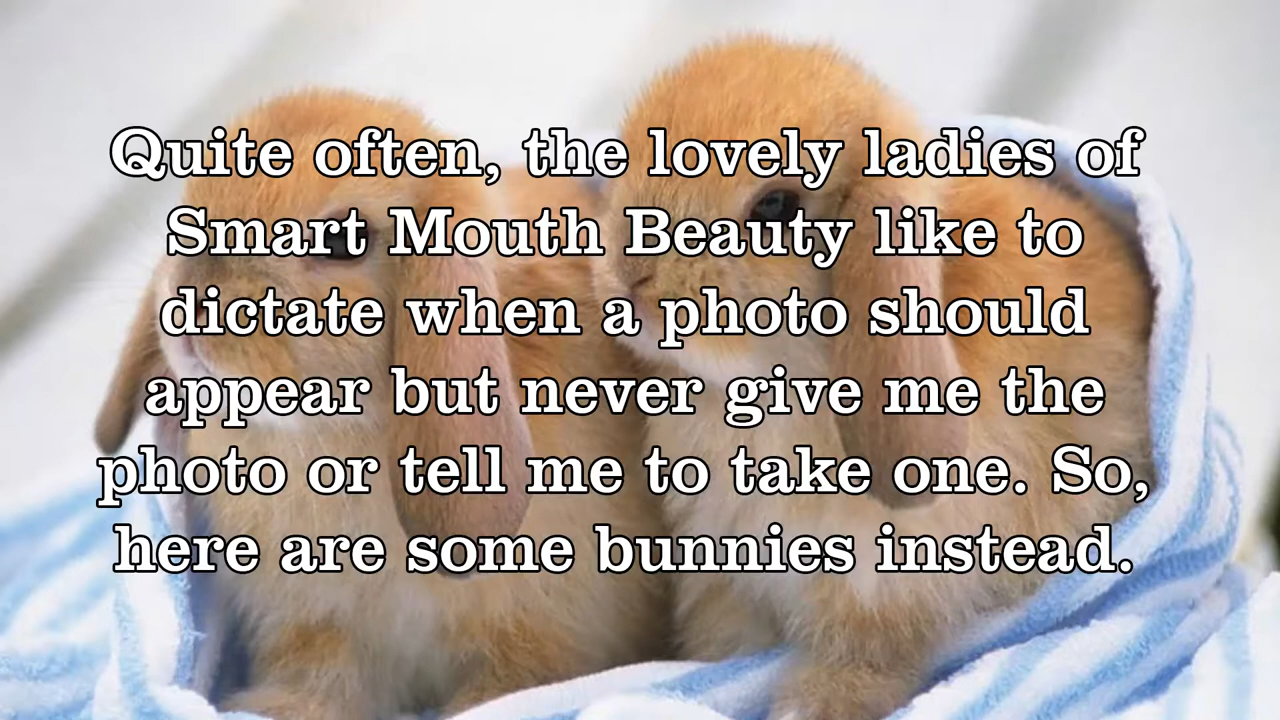 Quite often, the lovely ladies of
Smart Mouth Beauty like to
dictate when a photo should
appear but never give me the
photo or tell me to take one. So,
here are some bunnies instead.